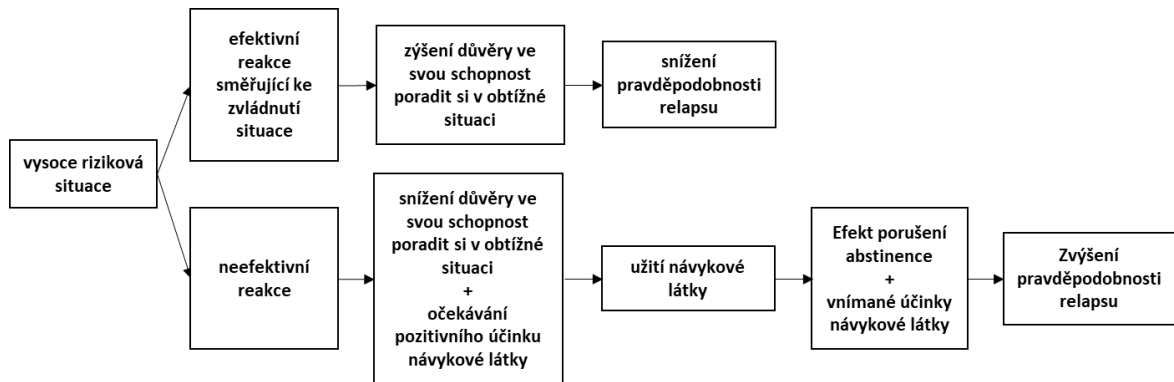 vysoce riziková
situace
efektivní
reakce
směřující ke
zvládnutí
situace
zýšení důvěry ve
svou schopnost
poradit si v obtížné
situaci
snížení
pravděpodobnosti
relapsu
neefektivní
reakce
snížení důvěry ve
svou schopnost
poradit si v obtížné
situaci
+
očekávání
pozitivního účinku
návykové látky
užití návykové
látky
Efekt porušení
abstinence
+
vnímané účinky
návykové látky
Zvýšení
pravděpodobnosti
relapsu